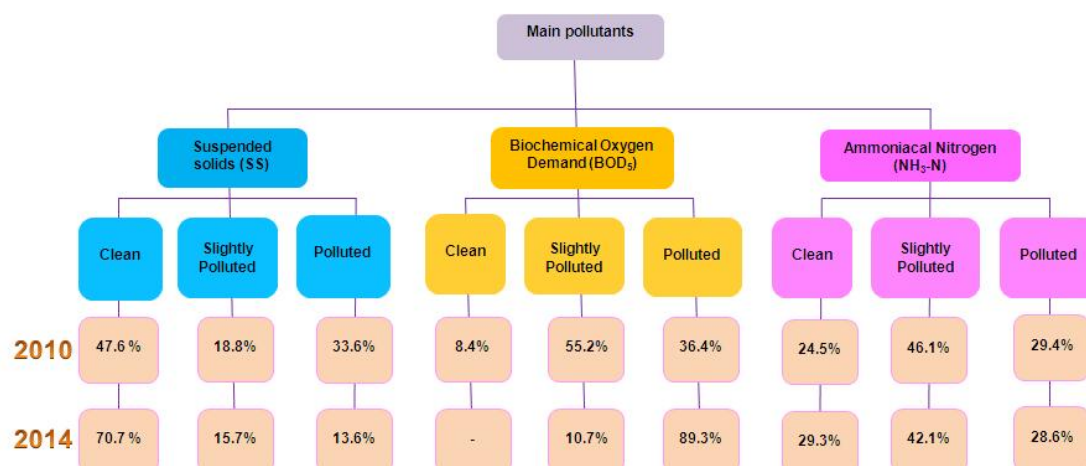 Main pollutants
Suspended
solids (SS)
Biochemical Oxygen
Demand (BOD₅)
Ammoniacal Nitrogen
(NH₃-N)
Clean
Slightly
Polluted
Polluted
Clean
Slightly
Polluted
Polluted
Clean
Slightly
Polluted
Polluted
2010
47.6 %
18.8%
33.6%
8.4%
55.2%
36.4%
24.5%
46.1%
29.4%
2014
70.7 %
15.7%
13.6%
-
10.7%
89.3%
29.3%
42.1%
28.6%